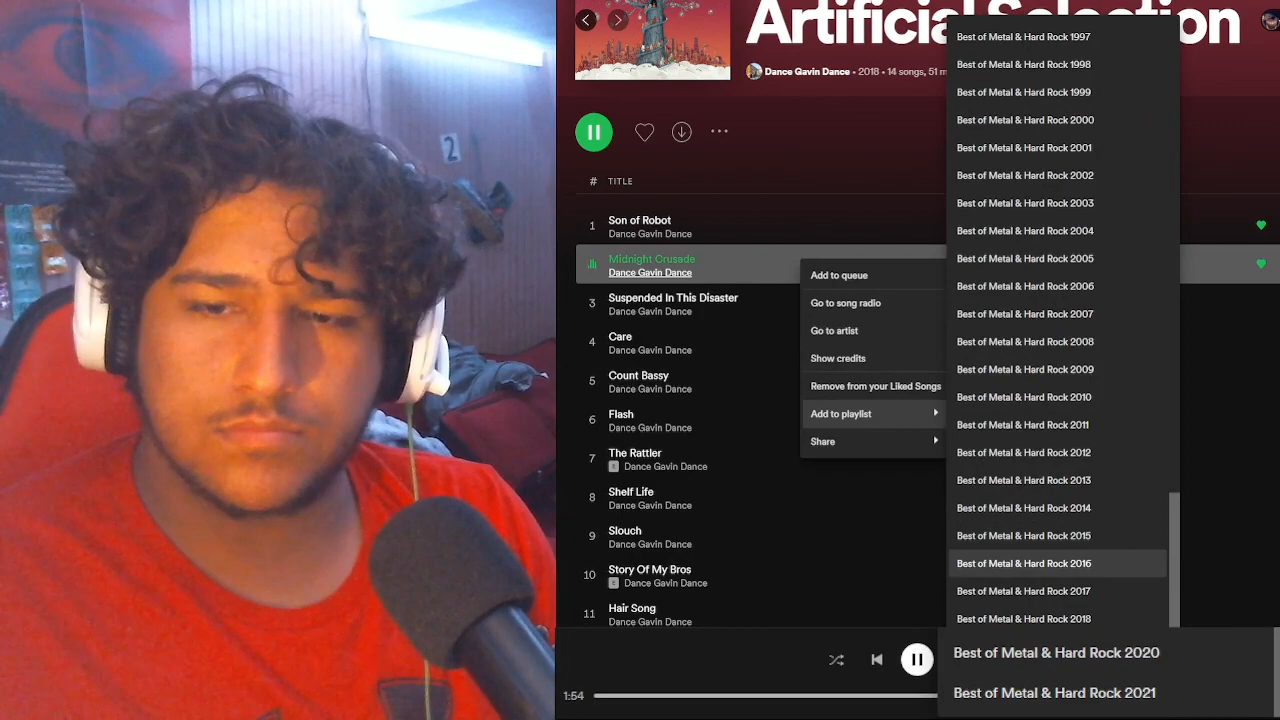 2
Artificial Selection
Dance Gavin Dance • 2018 • 14 songs, 51 m
# TITLE
1 Son of Robot
Dance Gavin Dance
Midnight Crusade
Dance Gavin Dance
3 Suspended In This Disaster
Dance Gavin Dance
4 Care
Dance Gavin Dance
5 Count Bassy
Dance Gavin Dance
6 Flash
Dance Gavin Dance
7 The Rattler
E Dance Gavin Dance
8 Shelf Life
Dance Gavin Dance
9 Slouch
Dance Gavin Dance
10 Story Of My Bros
E Dance Gavin Dance
11 Hair Song
Dance Gavin Dance
Add to queue
Go to song radio
Go to artist
Show credits
Remove from your Liked Songs
Add to playlist
Share
Best of Metal & Hard Rock 1997
Best of Metal & Hard Rock 1998
Best of Metal & Hard Rock 1999
Best of Metal & Hard Rock 2000
Best of Metal & Hard Rock 2001
Best of Metal & Hard Rock 2002
Best of Metal & Hard Rock 2003
Best of Metal & Hard Rock 2004
Best of Metal & Hard Rock 2005
Best of Metal & Hard Rock 2006
Best of Metal & Hard Rock 2007
Best of Metal & Hard Rock 2008
Best of Metal & Hard Rock 2009
Best of Metal & Hard Rock 2010
Best of Metal & Hard Rock 2011
Best of Metal & Hard Rock 2012
Best of Metal & Hard Rock 2013
Best of Metal & Hard Rock 2014
Best of Metal & Hard Rock 2015
Best of Metal & Hard Rock 2016
Best of Metal & Hard Rock 2017
Best of Metal & Hard Rock 2018
Best of Metal & Hard Rock 2020
Best of Metal & Hard Rock 2021
1:54